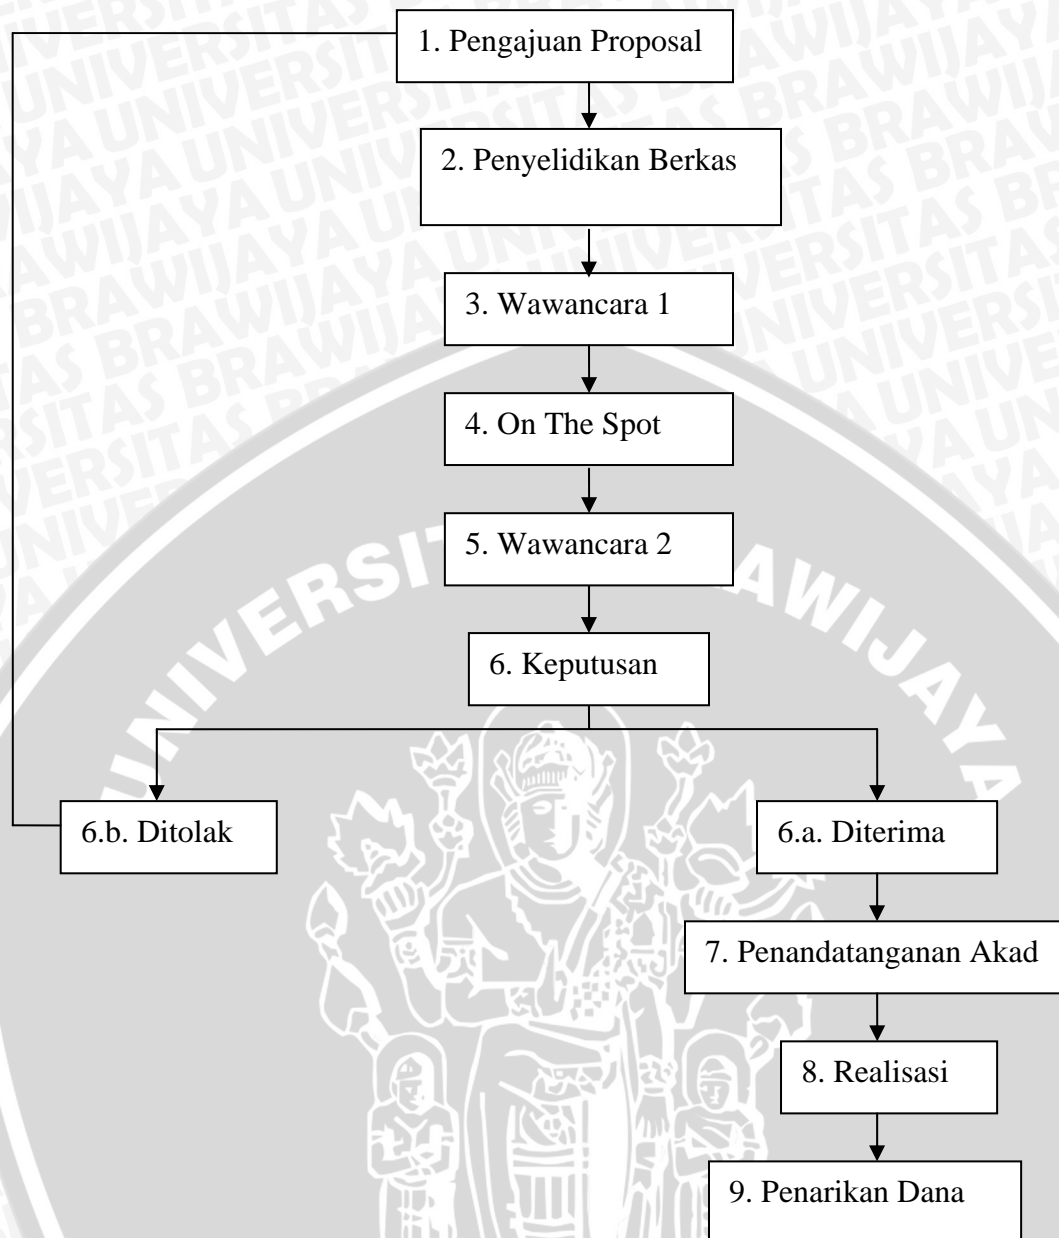 1. Pengajuan Proposal
2. Penyelidikan Berkas
3. Wawancara 1
4. On The Spot
5. Wawancara 2
6. Keputusan
6.b. Ditolak
6.a. Diterima
7. Penandatanganan Akad
8. Realisasi
9. Penarikan Dana